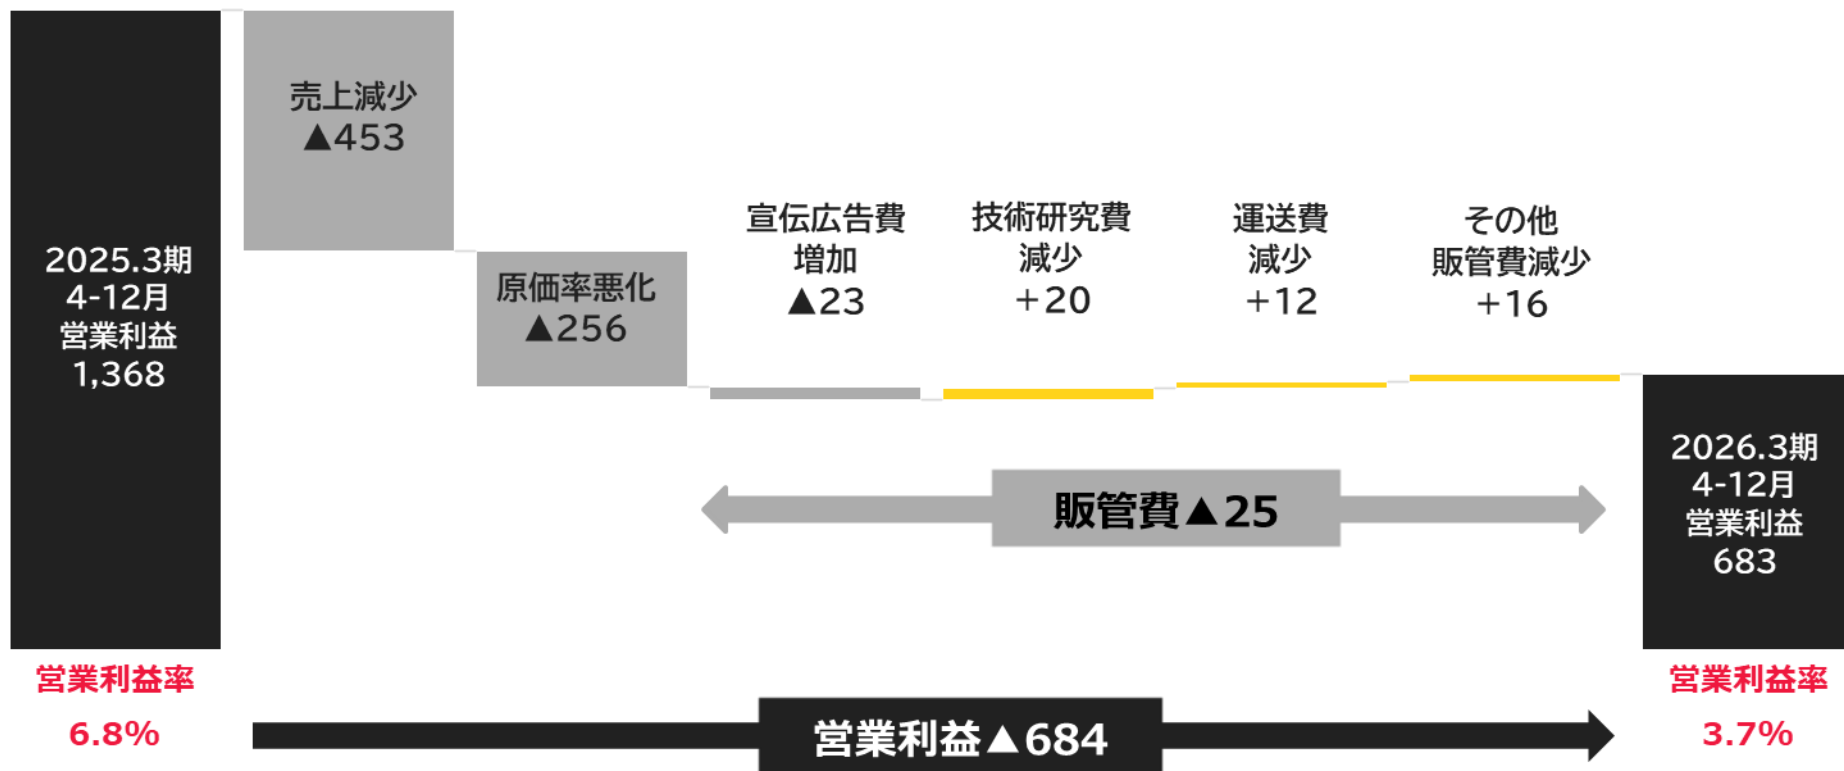 2025.3期
4-12月
営業利益
1,368
営業利益率
6.8%
売上減少
▲453
原価率悪化
▲256
宣伝広告費
増加
▲23
技術研究費
減少
+20
運送費
減少
+12
その他
販管費減少
+16
販管費▲25
営業利益▲684
2026.3期
4-12月
営業利益
683
営業利益率
3.7%